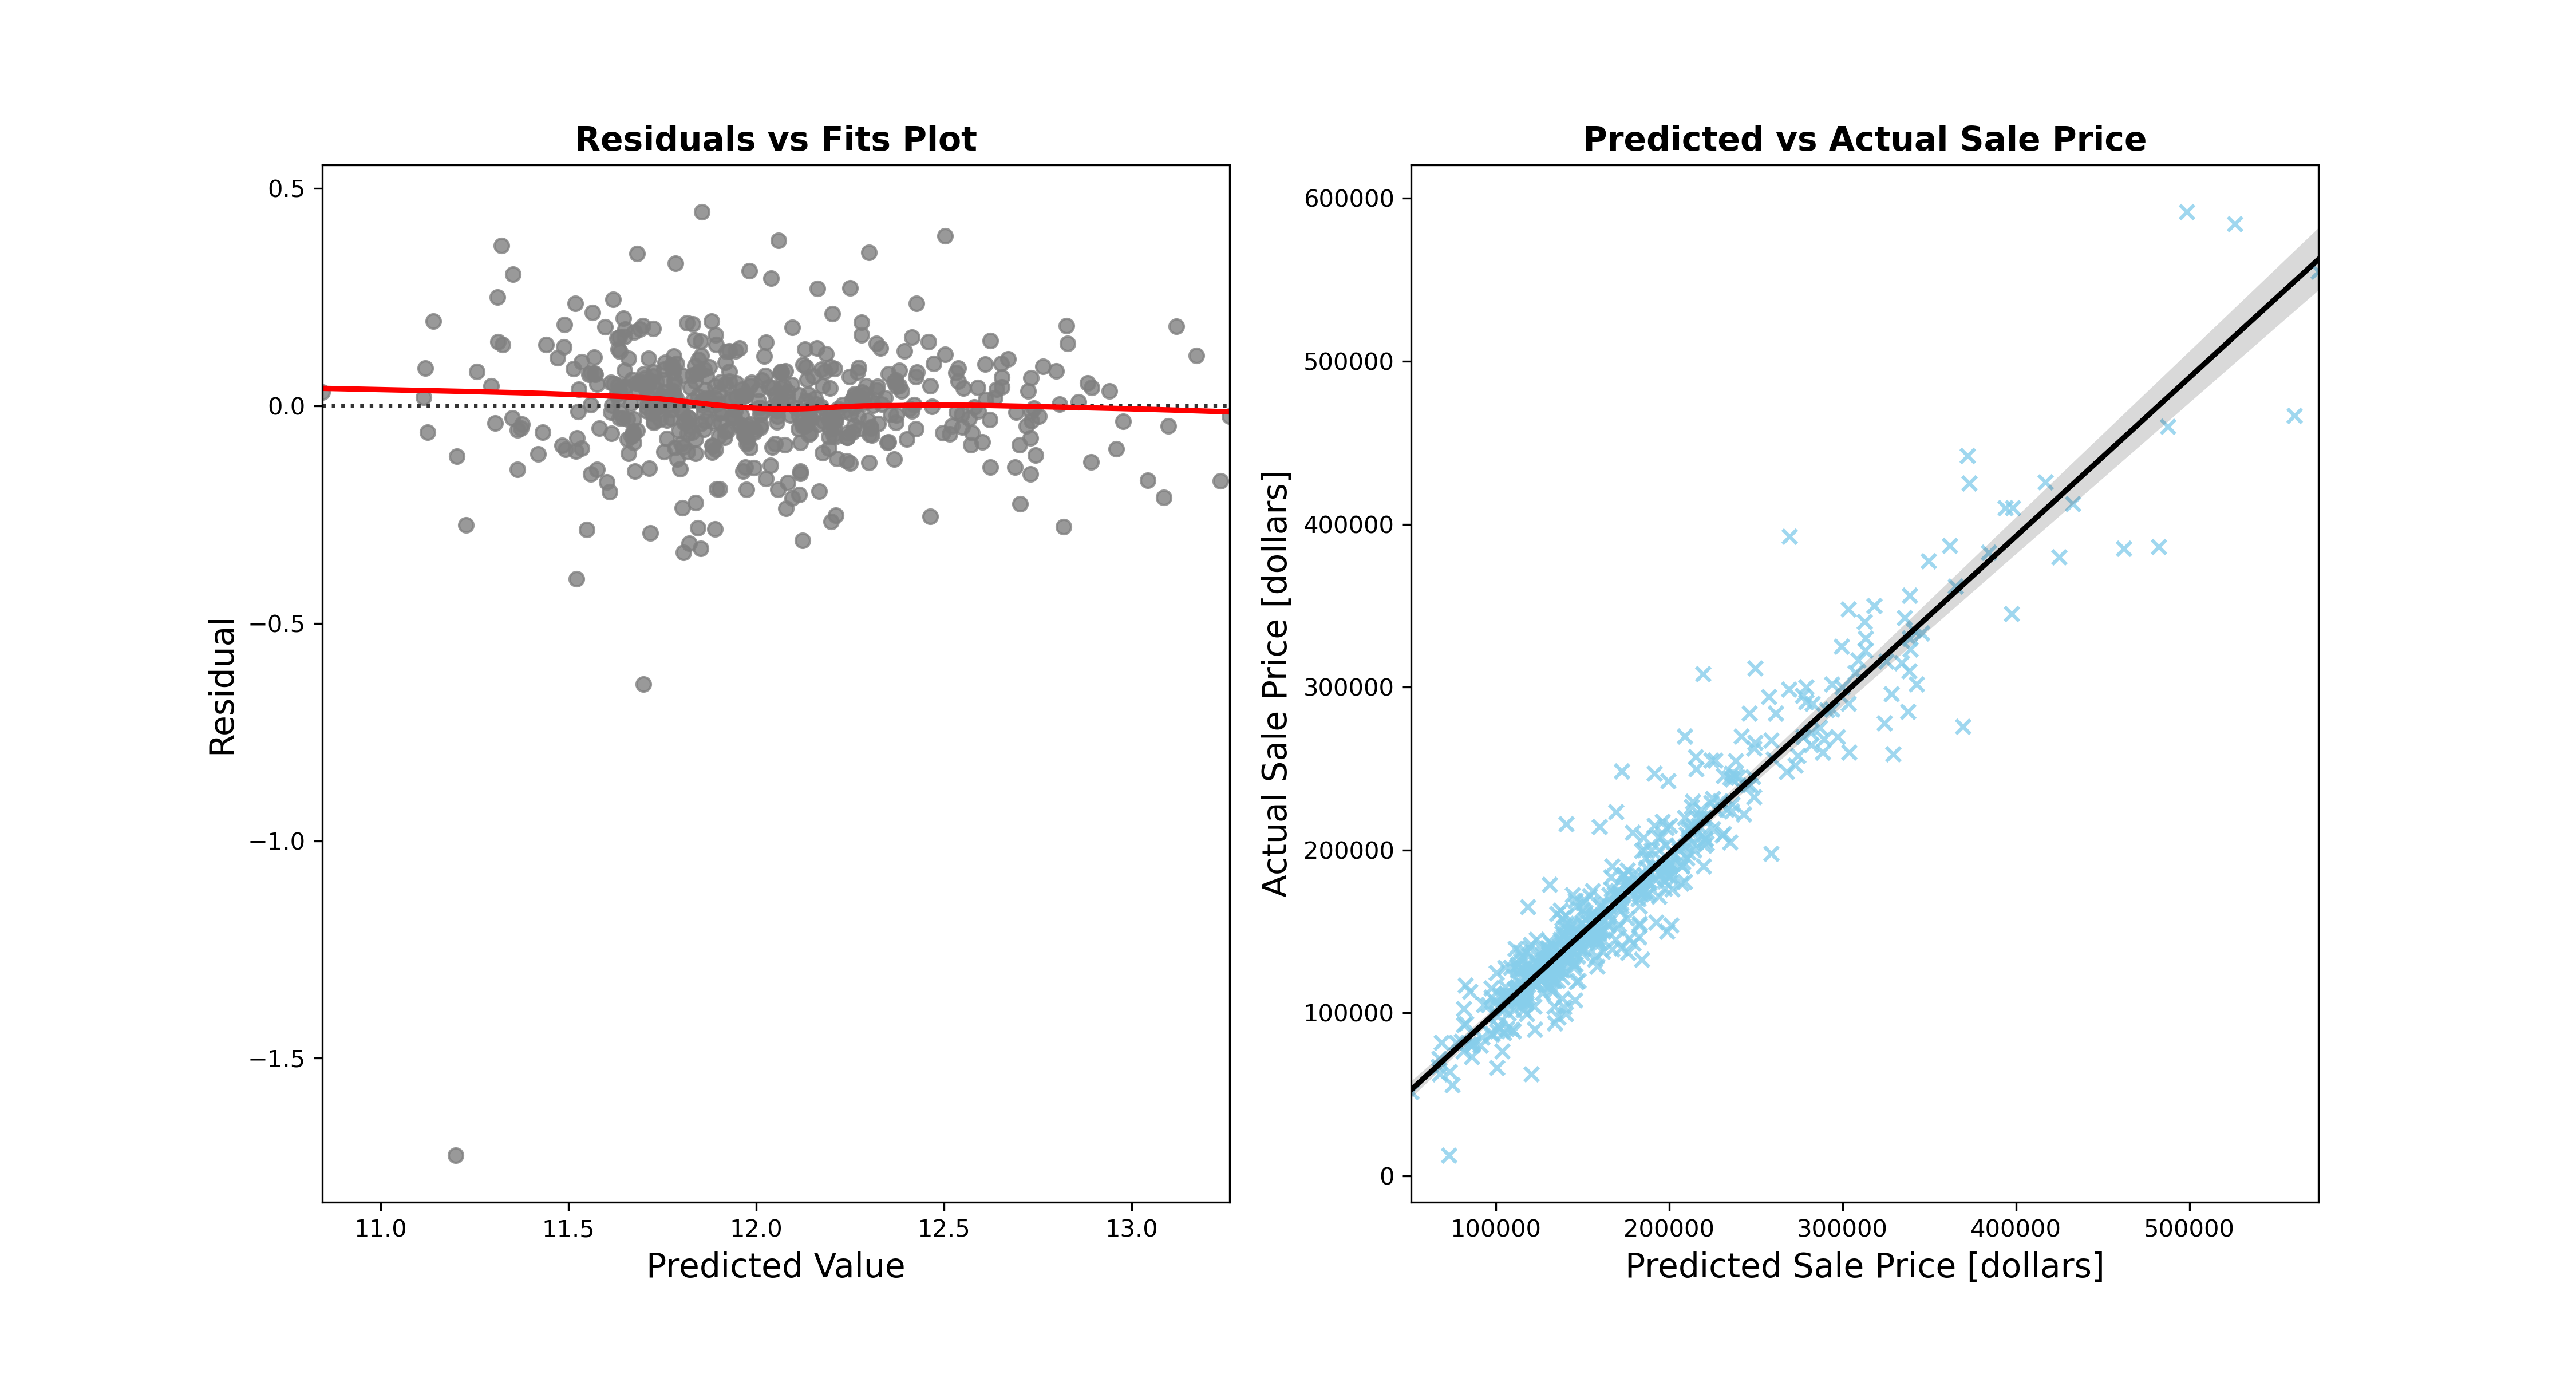 Residuals vs Fits Plot
0.5
0.0
−0.5
−1.0
−1.5
Residual
11.0 11.5 12.0 12.5 13.0
Predicted Value
Predicted vs Actual Sale Price
600000
500000
400000
300000
200000
100000
0
Actual Sale Price [dollars]
100000 200000 300000 400000 500000
Predicted Sale Price [dollars]